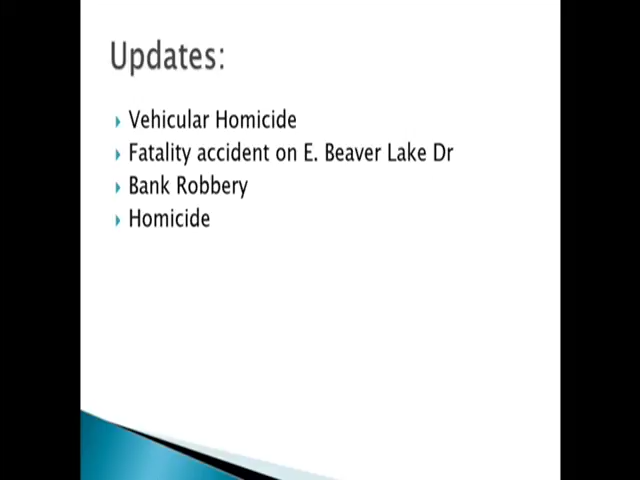 Updates:
Vehicular Homicide
Fatality accident on E. Beaver Lake Dr
Bank Robbery
Homicide